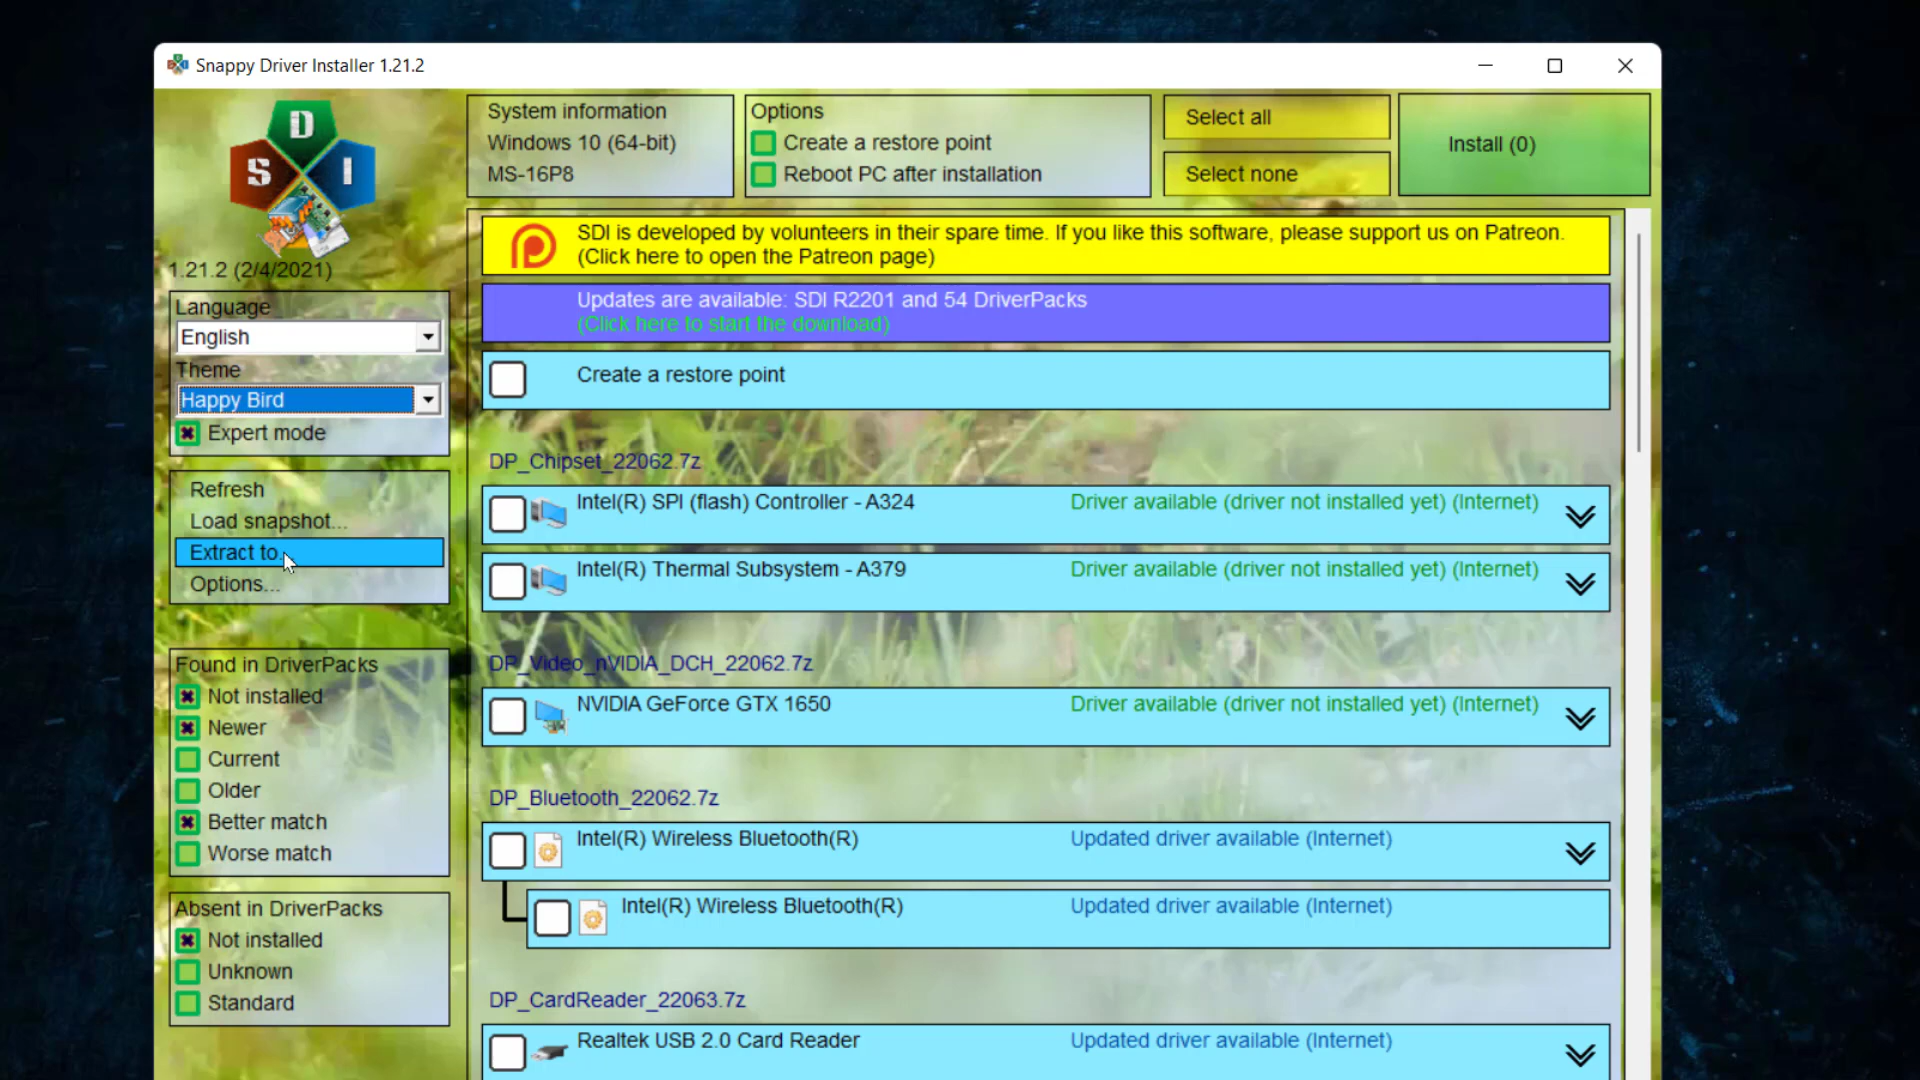 Snappy Driver Installer 1.21.2
S D I
1.21.2 (2/4/2021)
Language
English
Theme
Happy Bird
Expert mode
Refresh
Load snapshot...
Extract to
Options...
Found in DriverPacks
Not installed
Newer
Current
Older
Better match
Worse match
Absent in DriverPacks
Not installed
Unknown
Standard
System information
Windows 10 (64-bit)
MS-16P8
Options
Create a restore point
Reboot PC after installation
Select all
Select none
Install (0)
SDI is developed by volunteers in their spare time. If you like this software, please support us on Patreon.
(Click here to open the Patreon page)
Updates are available: SDI R2201 and 54 DriverPacks
(Click here to start the download)
Create a restore point
DP_Chipset_22062.7z
Intel(R) SPI (flash) Controller - A324 Driver available (driver not installed yet) (Internet)
Intel(R) Thermal Subsystem - A379 Driver available (driver not installed yet) (Internet)
DP_Video_nVIDIA_DCH_22062.7z
NVIDIA GeForce GTX 1650 Driver available (driver not installed yet) (Internet)
DP_Bluetooth_22062.7z
Intel(R) Wireless Bluetooth(R) Updated driver available (Internet)
Intel(R) Wireless Bluetooth(R) Updated driver available (Internet)
DP_CardReader_22063.7z
Realtek USB 2.0 Card Reader Updated driver available (Internet)